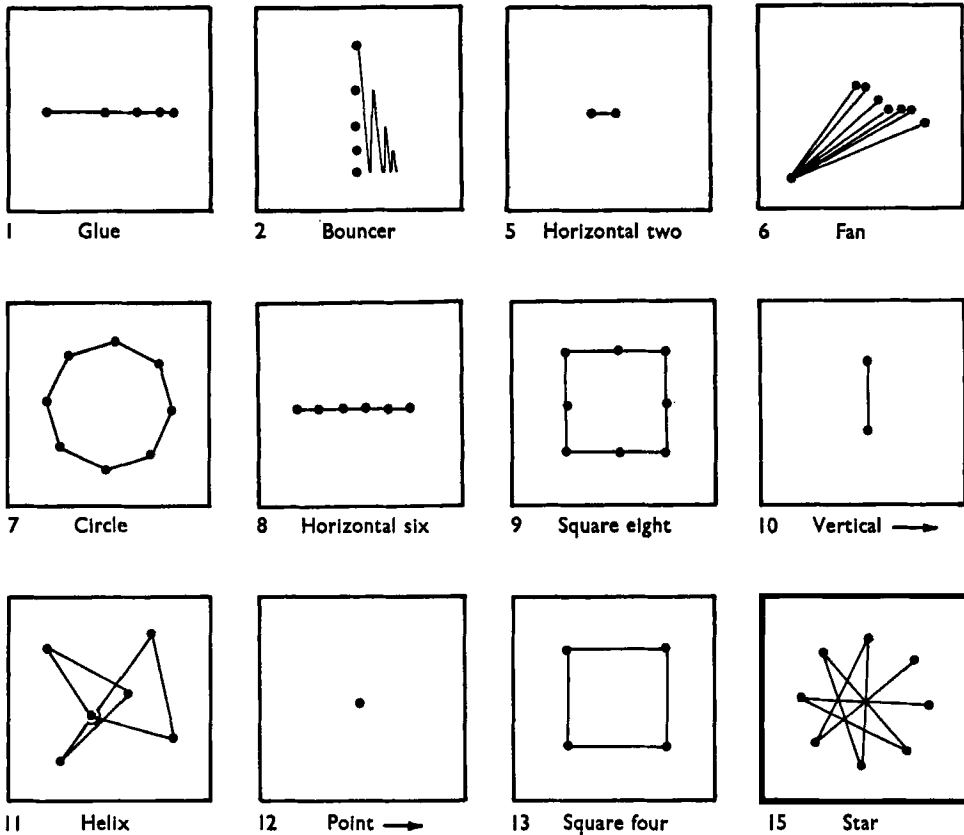 1 Glue
2 Bouncer
5 Horizontal two
6 Fan
7 Circle
8 Horizontal six
9 Square eight
10 Vertical →
11 Helix
12 Point →
13 Square four
15 Star